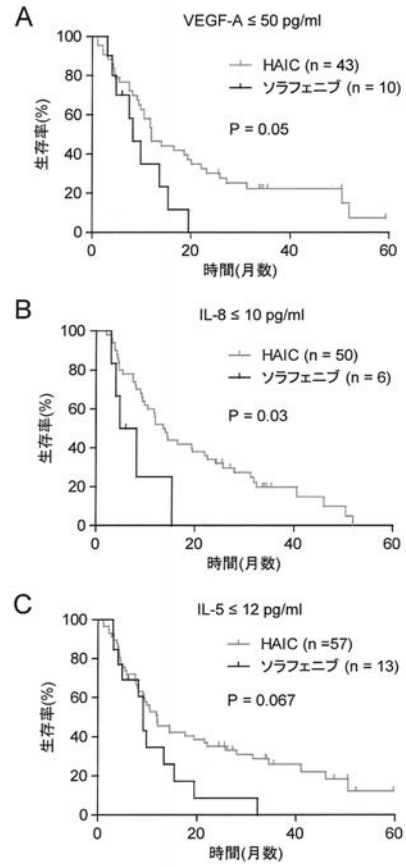 A
VEGF-A ≤ 50 pg/ml
100
80
60
40
20
0
生存率(%)
HAIC (n = 43)
ソラフェニブ (n = 10)
P = 0.05
0 20 40 60
時間(月数)
B
IL-8 ≤ 10 pg/ml
100
80
60
40
20
0
生存率(%)
HAIC (n = 50)
ソラフェニブ (n = 6)
P = 0.03
0 20 40 60
時間(月数)
C
IL-5 ≤ 12 pg/ml
100
80
60
40
20
0
生存率(%)
HAIC (n =57)
ソラフェニブ (n = 13)
P = 0.067
0 20 40 60
時間(月数)